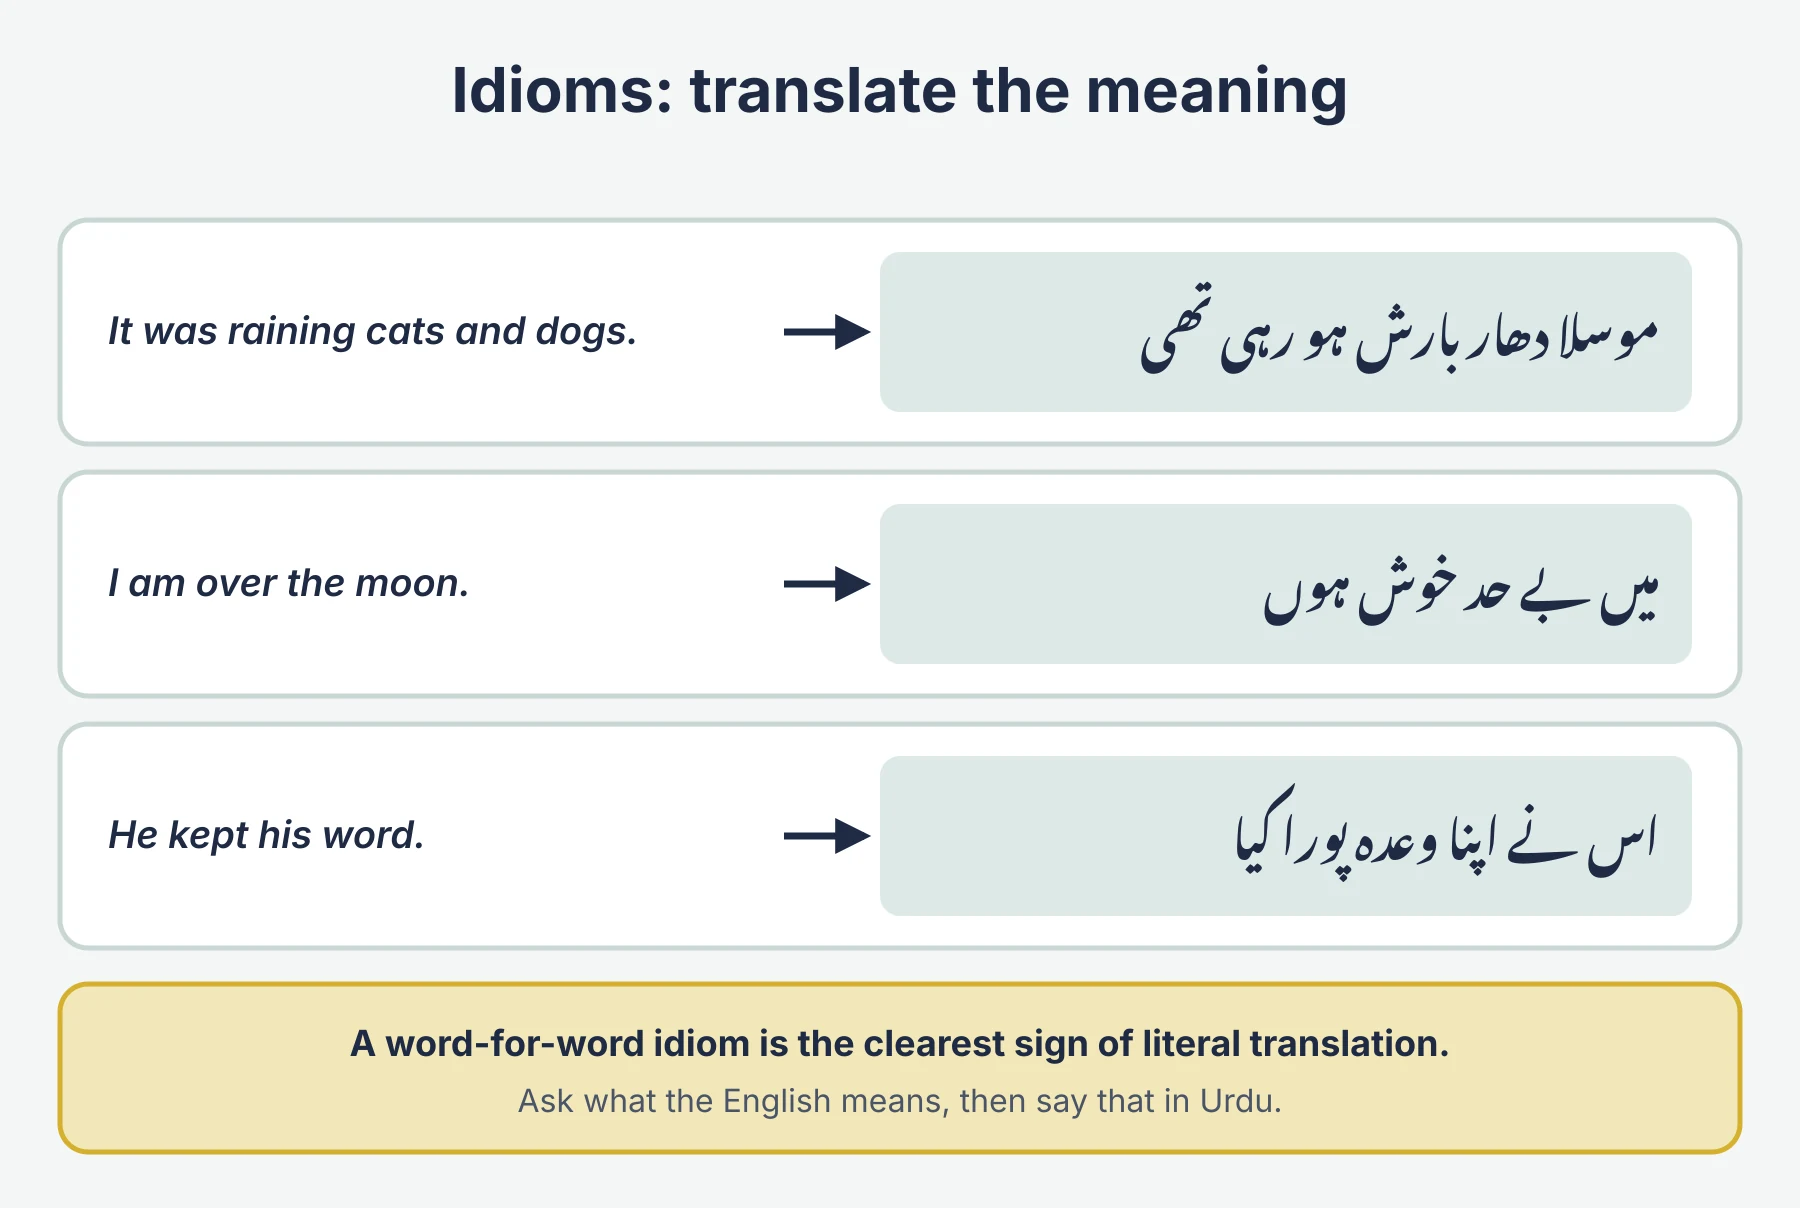 Idioms: translate the meaning
It was raining cats and dogs.
موسلا دھار بارش ہو رہی تھی
I am over the moon.
میں بے حد خوش ہوں
He kept his word.
اس نے اپنا وعدہ پورا کیا
A word-for-word idiom is the clearest sign of literal translation.
Ask what the English means, then say that in Urdu.